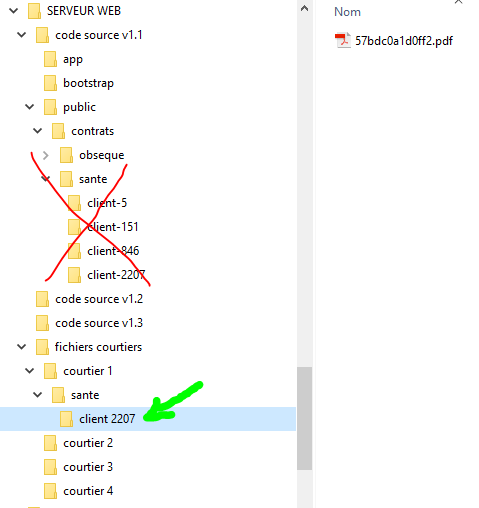 SERVEUR WEB
code source v1.1
app
bootstrap
public
contrats
obseque
sante
client-5
client-151
client-846
client-2207
code source v1.2
code source v1.3
fichiers courtiers
courtier 1
sante
client 2207
courtier 2
courtier 3
courtier 4
Nom
57bdc0a1d0ff2.pdf